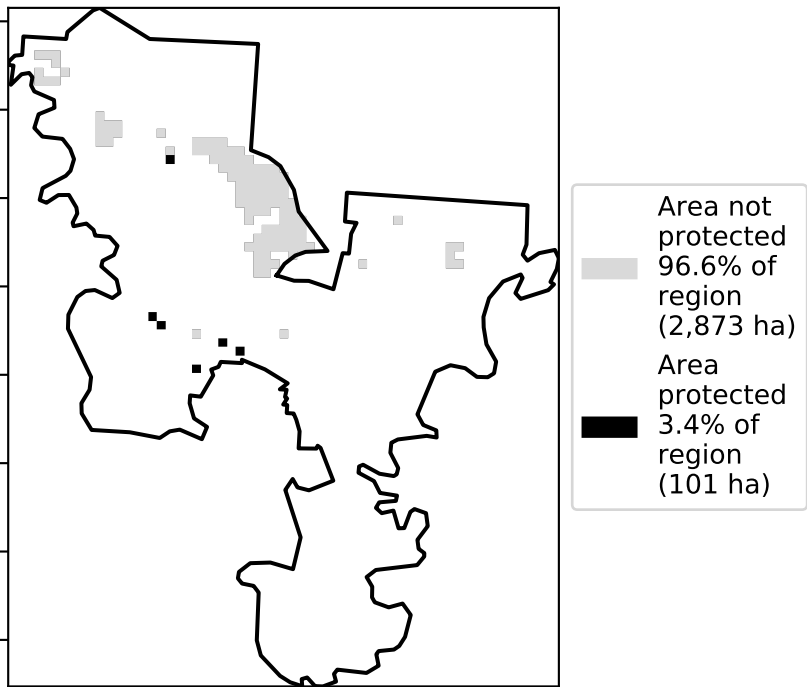 Area not
protected
96.6% of
region
(2,873 ha)
Area
protected
3.4% of
region
(101 ha)